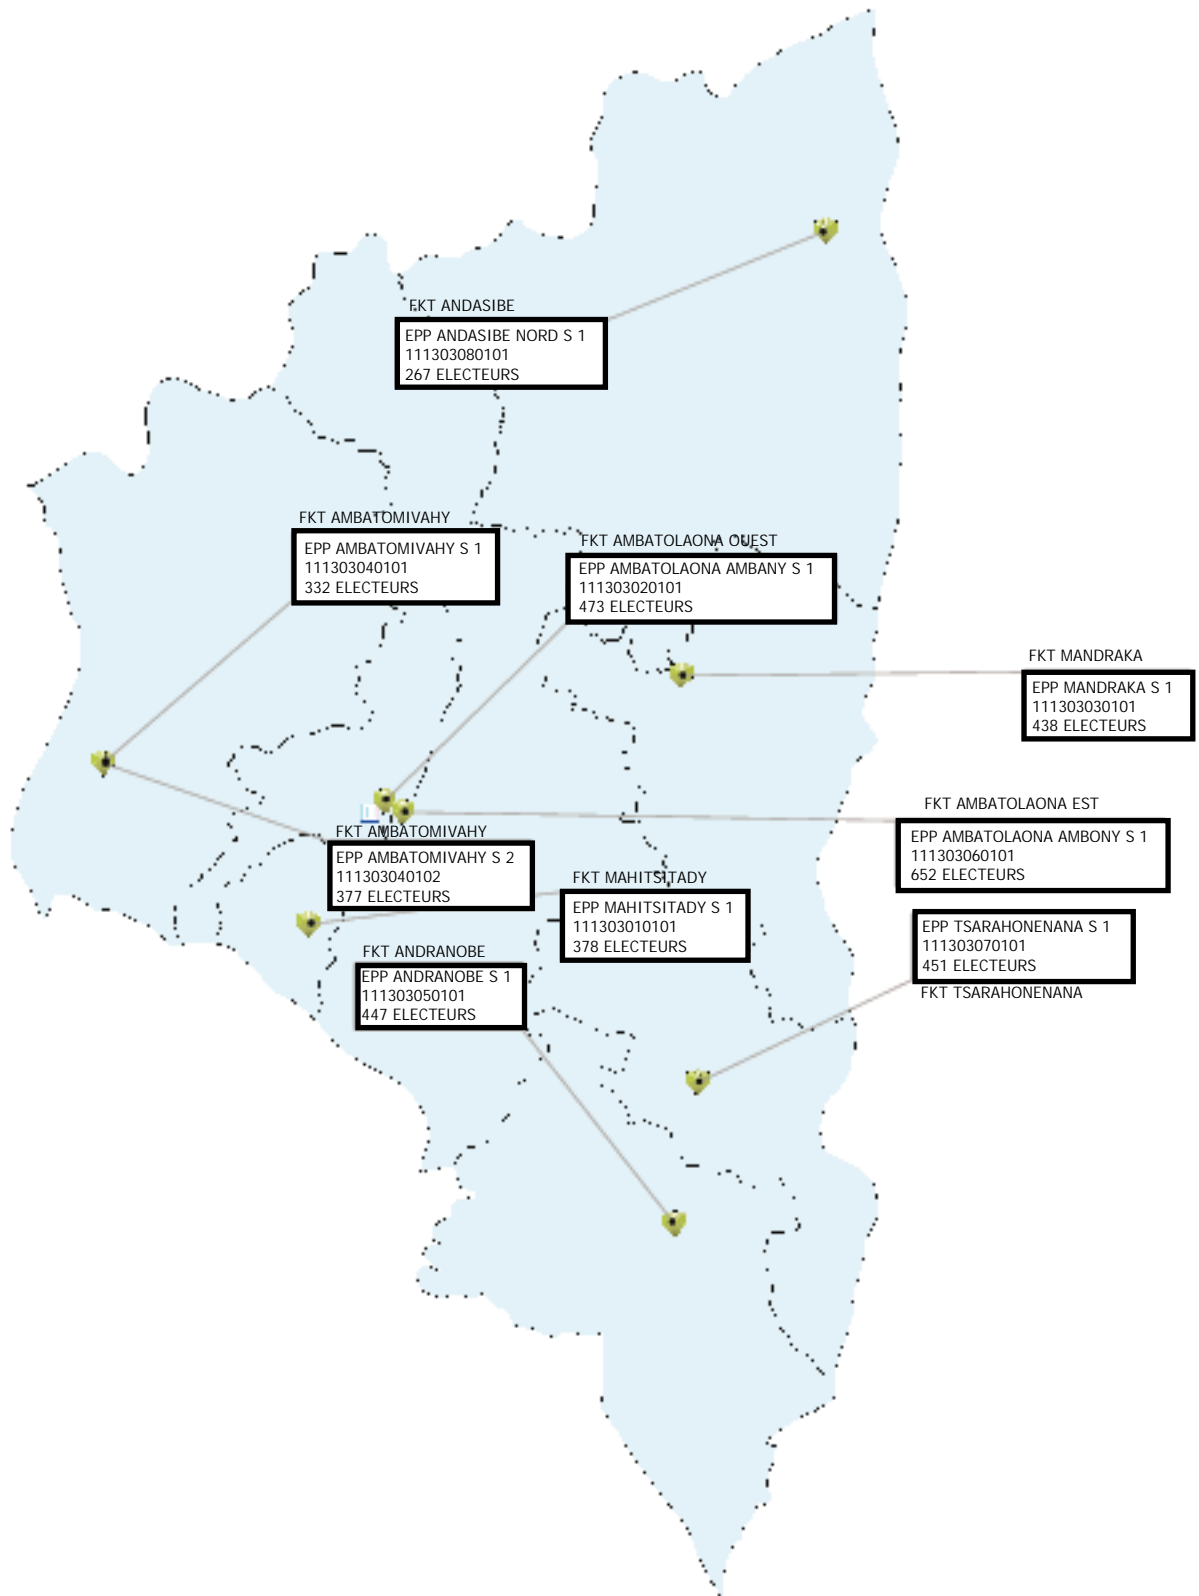 FKT ANDASIBE
EPP ANDASIBE NORD S 1
111303080101
267 ELECTEURS
FKT AMBATOMIVAHY
EPP AMBATOMIVAHY S 1
111303040101
332 ELECTEURS
FKT AMBATOLAONA OUEST
EPP AMBATOLAONA AMBANY S 1
111303020101
473 ELECTEURS
FKT MANDRAKA
EPP MANDRAKA S 1
111303030101
438 ELECTEURS
FKT AMBATOLAONA EST
EPP AMBATOLAONA AMBONY S 1
111303060101
652 ELECTEURS
FKT AMBATOMIVAHY
EPP AMBATOMIVAHY S 2
111303040102
377 ELECTEURS
FKT MAHITSITADY
EPP MAHITSITADY S 1
111303010101
378 ELECTEURS
EPP TSARAHONENANA S 1
111303070101
451 ELECTEURS
FKT TSARAHONENANA
FKT ANDRANOBE
EPP ANDRANOBE S 1
111303050101
447 ELECTEURS